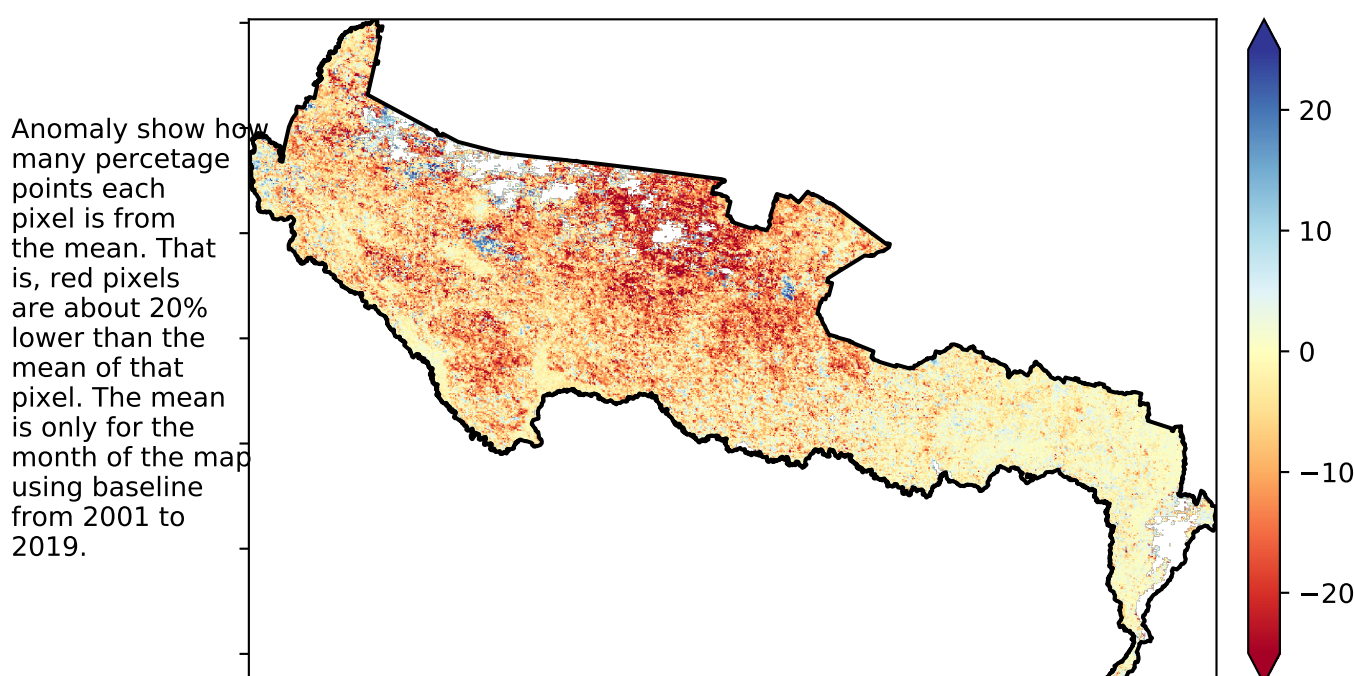 Anomaly show how
many percetage
points each
pixel is from
the mean. That
is, red pixels
are about 20%
lower than the
mean of that
pixel. The mean
is only for the
month of the map
using baseline
from 2001 to
2019.
20
10
0
−10
−20